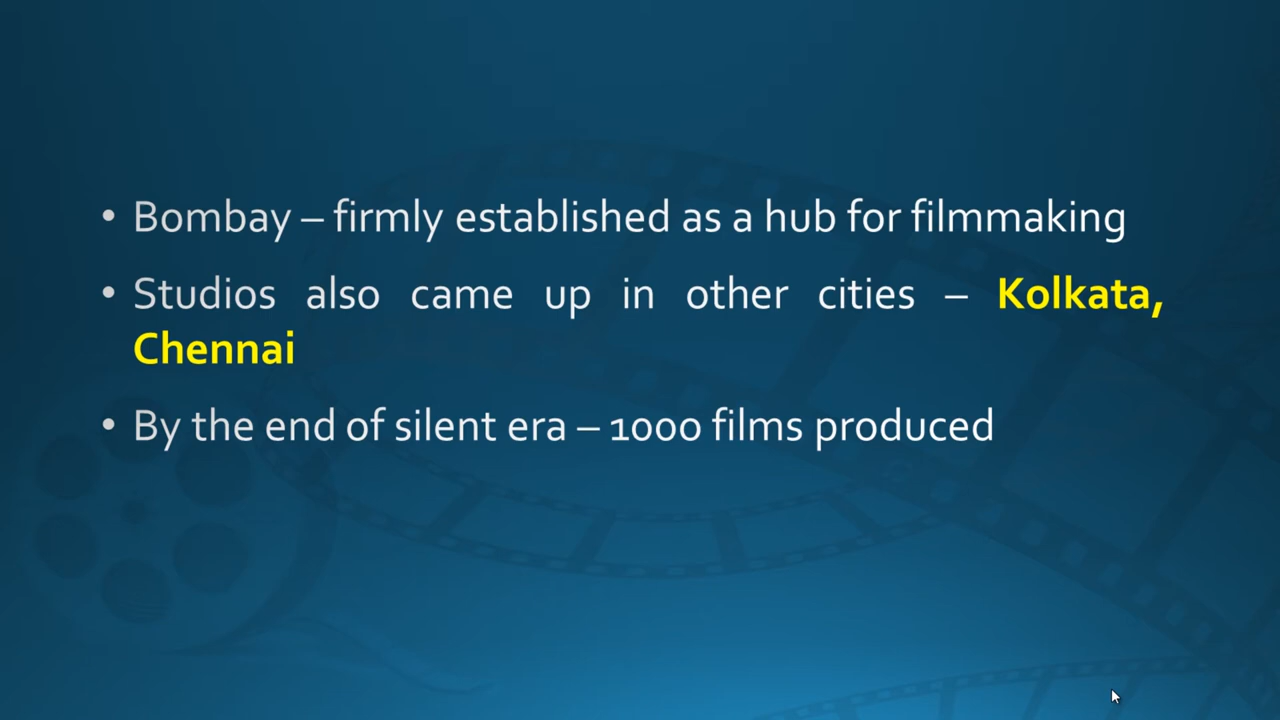 • Bombay – firmly established as a hub for filmmaking
• Studios also came up in other cities – Kolkata,
Chennai
• By the end of silent era – 1000 films produced